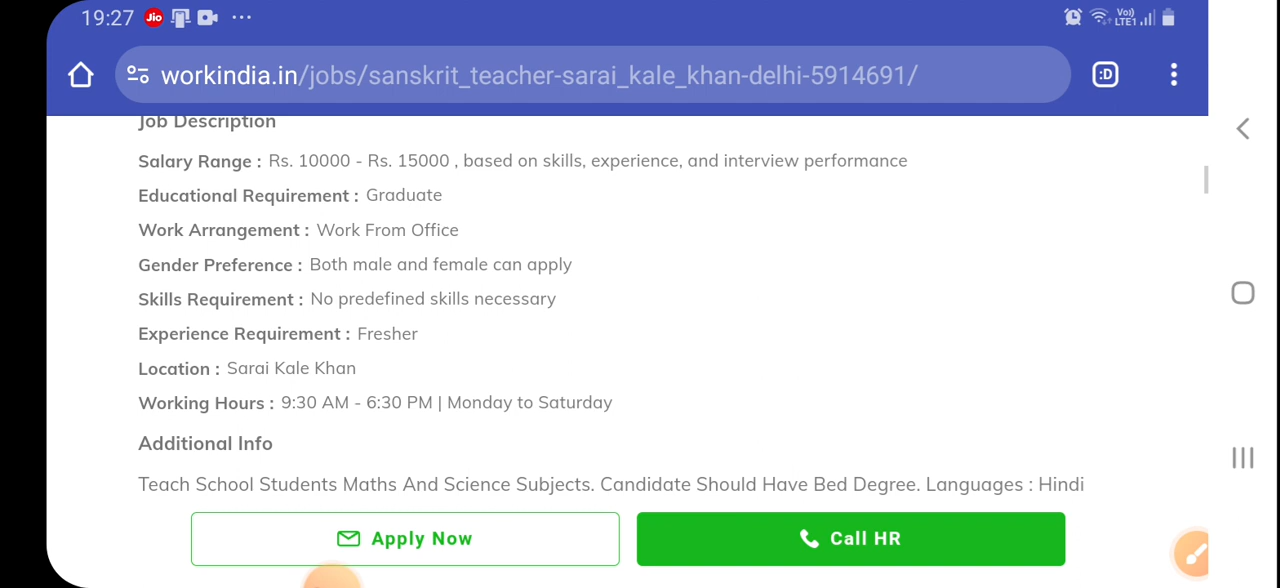 19:27 Jio ... Vo)) LTE1
workindia.in/jobs/sanskrit_teacher-sarai_kale_khan-delhi-5914691/ :D
Job Description
Salary Range : Rs. 10000 - Rs. 15000 , based on skills, experience, and interview performance
Educational Requirement : Graduate
Work Arrangement : Work From Office
Gender Preference : Both male and female can apply
Skills Requirement : No predefined skills necessary
Experience Requirement : Fresher
Location : Sarai Kale Khan
Working Hours : 9:30 AM - 6:30 PM | Monday to Saturday
Additional Info
Teach School Students Maths And Science Subjects. Candidate Should Have Bed Degree. Languages : Hindi
Apply Now Call HR